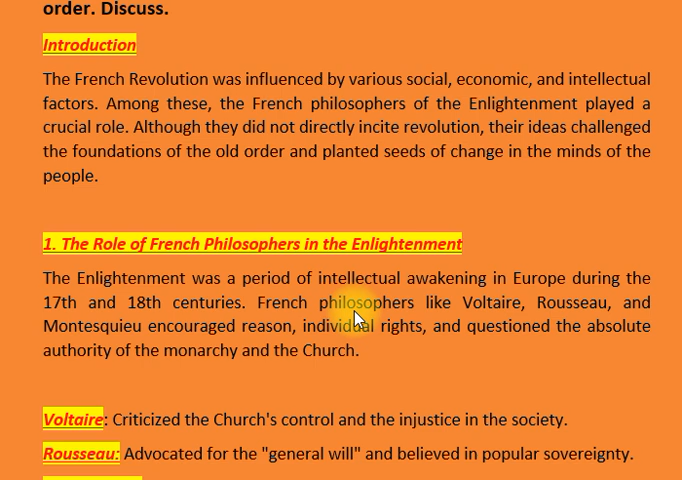 order. Discuss.
Introduction
The French Revolution was influenced by various social, economic, and intellectual
factors. Among these, the French philosophers of the Enlightenment played a
crucial role. Although they did not directly incite revolution, their ideas challenged
the foundations of the old order and planted seeds of change in the minds of the
people.
1. The Role of French Philosophers in the Enlightenment
The Enlightenment was a period of intellectual awakening in Europe during the
17th and 18th centuries. French philosophers like Voltaire, Rousseau, and
Montesquieu encouraged reason, individual rights, and questioned the absolute
authority of the monarchy and the Church.
Voltaire: Criticized the Church's control and the injustice in the society.
Rousseau: Advocated for the "general will" and believed in popular sovereignty.